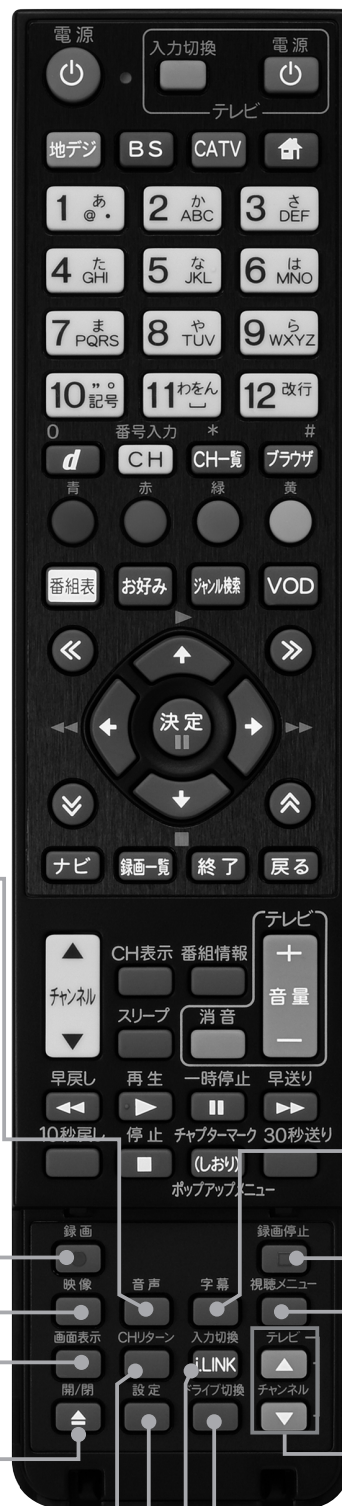 電源
入力切換 電源
テレビ
地デジ BS CATV
1 あ @. 2 か ABC 3 さ DEF
4 た GHI 5 な JKL 6 は MNO
7 ま PQRS 8 や TUV 9 ら WXYZ
10 ゛゜ 記号 11 わをん 12 改行
0 番号入力 * #
d CH CH一覧 ブラウザ
青 赤 緑 黄
番組表 お好み ジャンル検索 VOD
決定
ナビ 録画一覧 終了 戻る
テレビ
CH表示 番組情報
チャンネル 音量
スリープ 消音
早戻し 再生 一時停止 早送り
10秒戻し 停止 チャプターマーク 30秒送り
(しおり)
ポップアップメニュー
録画 録画停止
映像 音声 字幕 視聴メニュー
画面表示 CHリターン 入力切換 テレビ
i.LINK
開/閉 設定 ドライブ切換 チャンネル